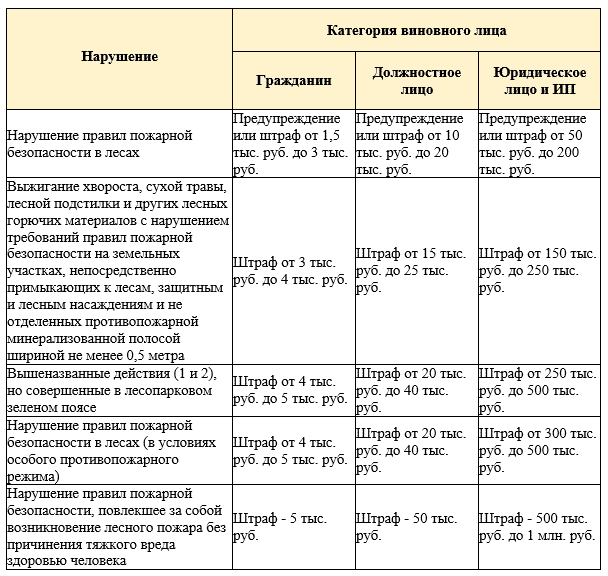 Нарушение
Категория виновного лица
Гражданин
Должностное
лицо
Юридическое
лицо и ИП
Нарушение правил пожарной
безопасности в лесах
Предупреждение
или штраф от 1,5
тыс. руб. до 3 тыс.
руб.
Предупреждение
или штраф от 10
тыс. руб. до 20
тыс. руб.
Предупреждение
или штраф от 50
тыс. руб. до 200
тыс. руб.
Выжигание хвороста, сухой травы,
лесной подстилки и других лесных
горючих материалов с нарушением
требований правил пожарной
безопасности на земельных
участках, непосредственно
примыкающих к лесам, защитным
и лесным насаждениям и не
отделенных противопожарной
минерализованной полосой
шириной не менее 0,5 метра
Штраф от 3 тыс.
руб. до 4 тыс. руб.
Штраф от 15 тыс.
руб. до 25 тыс.
руб.
Штраф от 150 тыс.
руб. до 250 тыс.
руб.
Вышеназванные действия (1 и 2),
но совершенные в лесопарковом
зеленом поясе
Штраф от 4 тыс.
руб. до 5 тыс. руб.
Штраф от 20 тыс.
руб. до 40 тыс.
руб.
Штраф от 250 тыс.
руб. до 500 тыс.
руб.
Нарушение правил пожарной
безопасности в лесах (в условиях
особого противопожарного
режима)
Штраф от 4 тыс.
руб. до 5 тыс. руб.
Штраф от 20 тыс.
руб. до 40 тыс.
руб.
Штраф от 300 тыс.
руб. до 500 тыс.
руб.
Нарушение правил пожарной
безопасности, повлекшее за собой
возникновение лесного пожара без
причинения тяжкого вреда
здоровью человека
Штраф - 5 тыс.
руб.
Штраф - 50 тыс.
руб.
Штраф - 500 тыс.
руб. до 1 млн. руб.